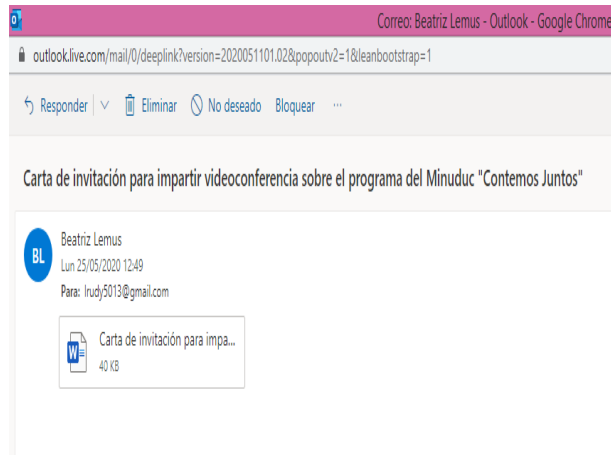 Correo: Beatriz Lemus - Outlook - Google Chrome
outlook.live.com/mail/0/deeplink?version=2020051101.02&popoutv2=1&leanbootstrap=1
Responder Eliminar No deseado Bloquear ...
Carta de invitación para impartir videoconferencia sobre el programa del Minuduc "Contemos Juntos"
BL
Beatriz Lemus
Lun 25/05/2020 12:49
Para: lrudy5013@gmail.com
Carta de invitación para impa...
40 KB